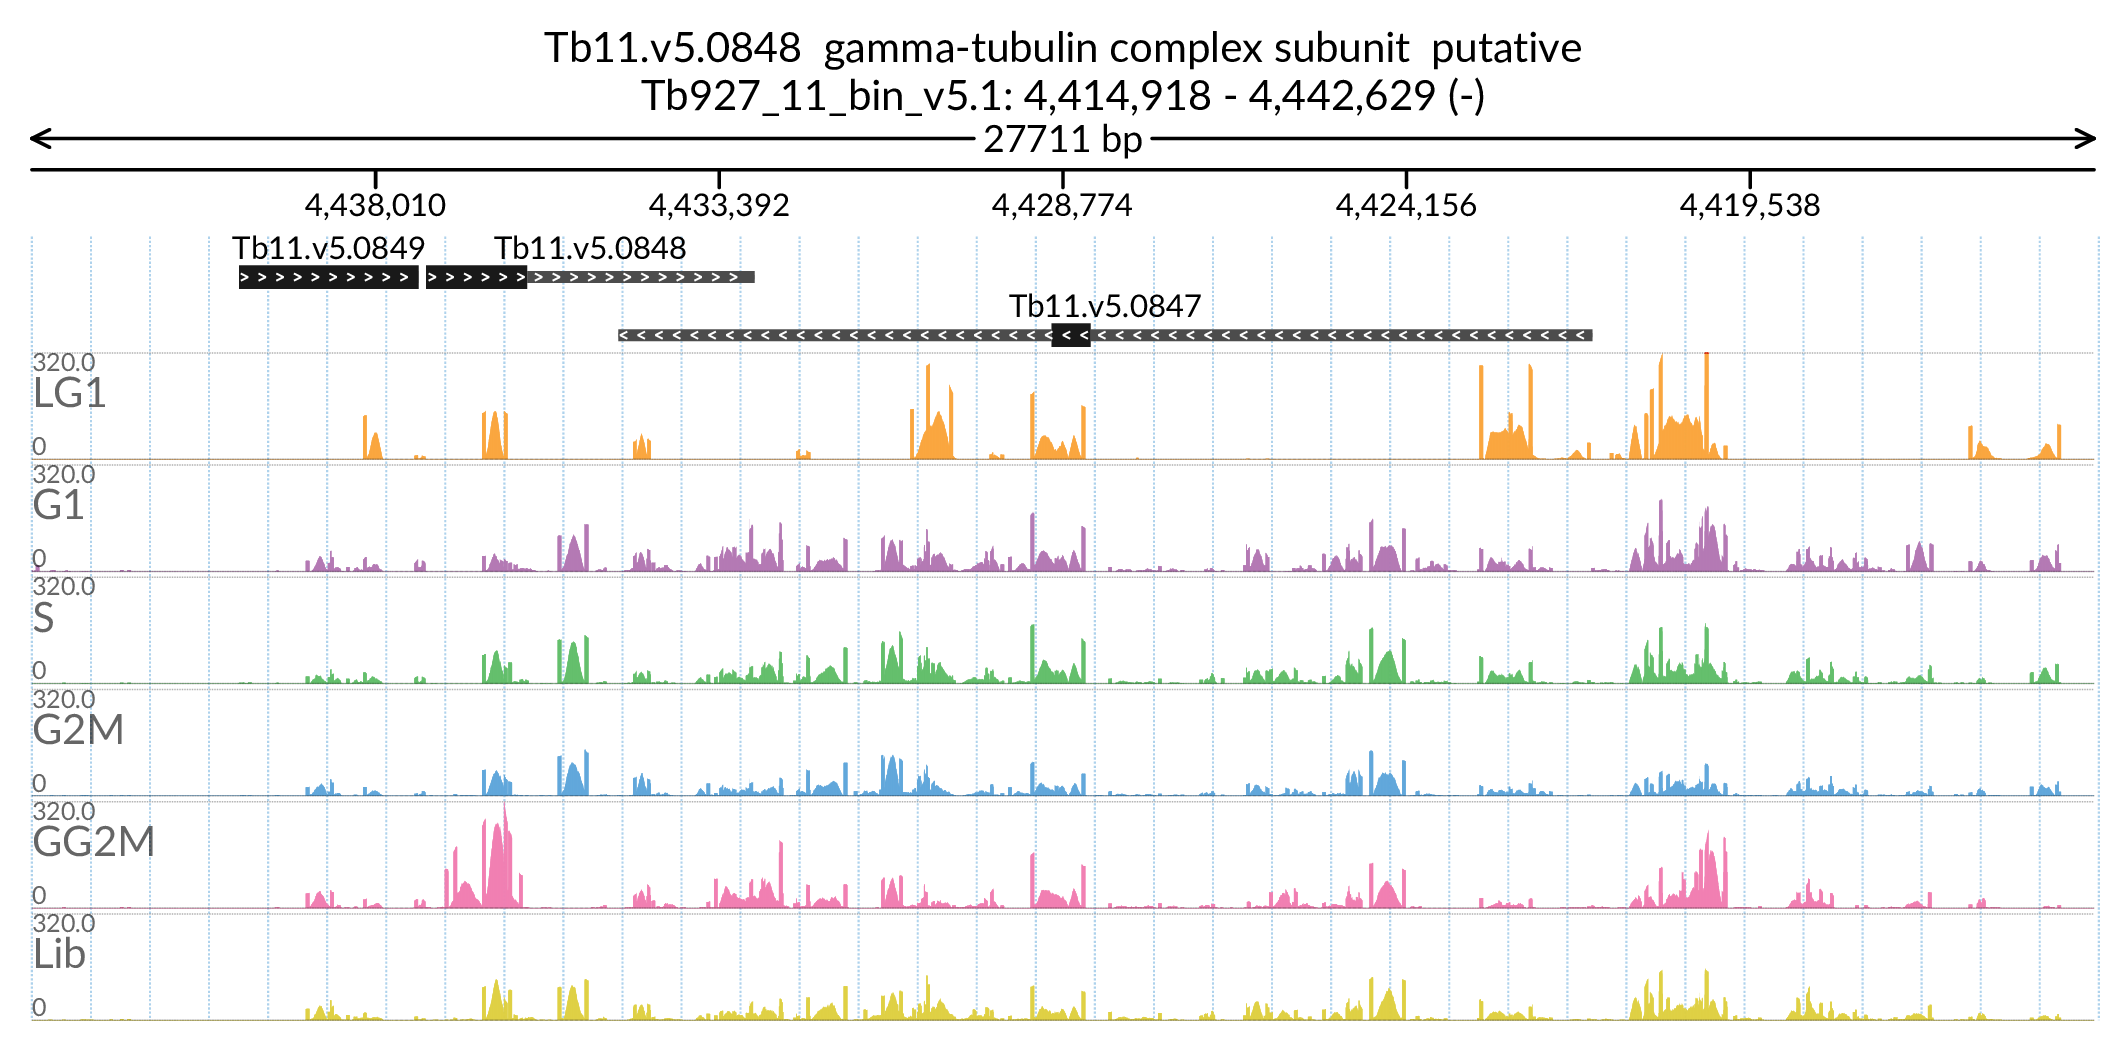 Tb11.v5.0848 gamma-tubulin complex subunit putative
Tb927_11_bin_v5.1: 4,414,918 - 4,442,629 (-)
27711 bp
4,438,010 4,433,392 4,428,774 4,424,156 4,419,538
Tb11.v5.0849 Tb11.v5.0848
Tb11.v5.0847
320.0
LG1
0
320.0
G1
0
320.0
S
0
320.0
G2M
0
320.0
GG2M
0
320.0
Lib
0